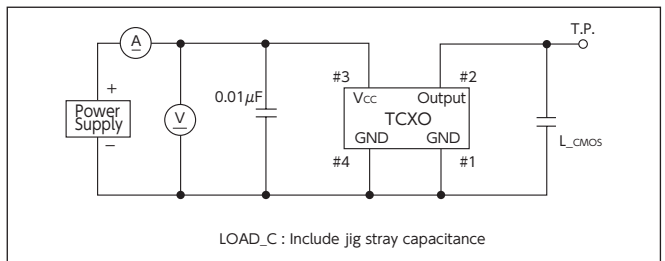 T.P.
A
#3
#2
+
0.01μF
Vcc
Output
Power
Supply
V
TCXO
GND
GND
L_CMOS
−
#4
#1
LOAD_C : Include jig stray capacitance